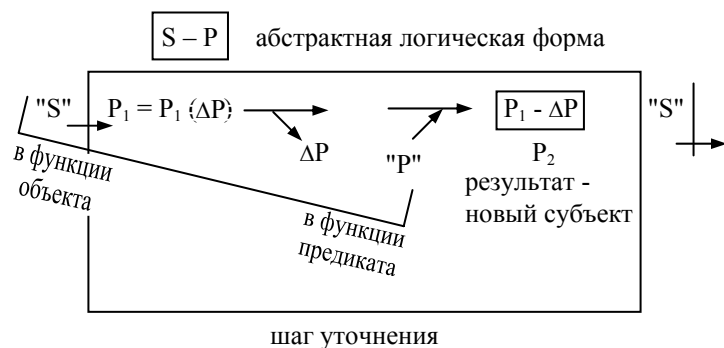 S – P абстрактная логическая форма
"S" P₁ = P₁ (ΔP) P₁ - ΔP "S"
ΔP "P" P₂
в функции
объекта
результат -
новый субъект
в функции
предиката
шаг уточнения